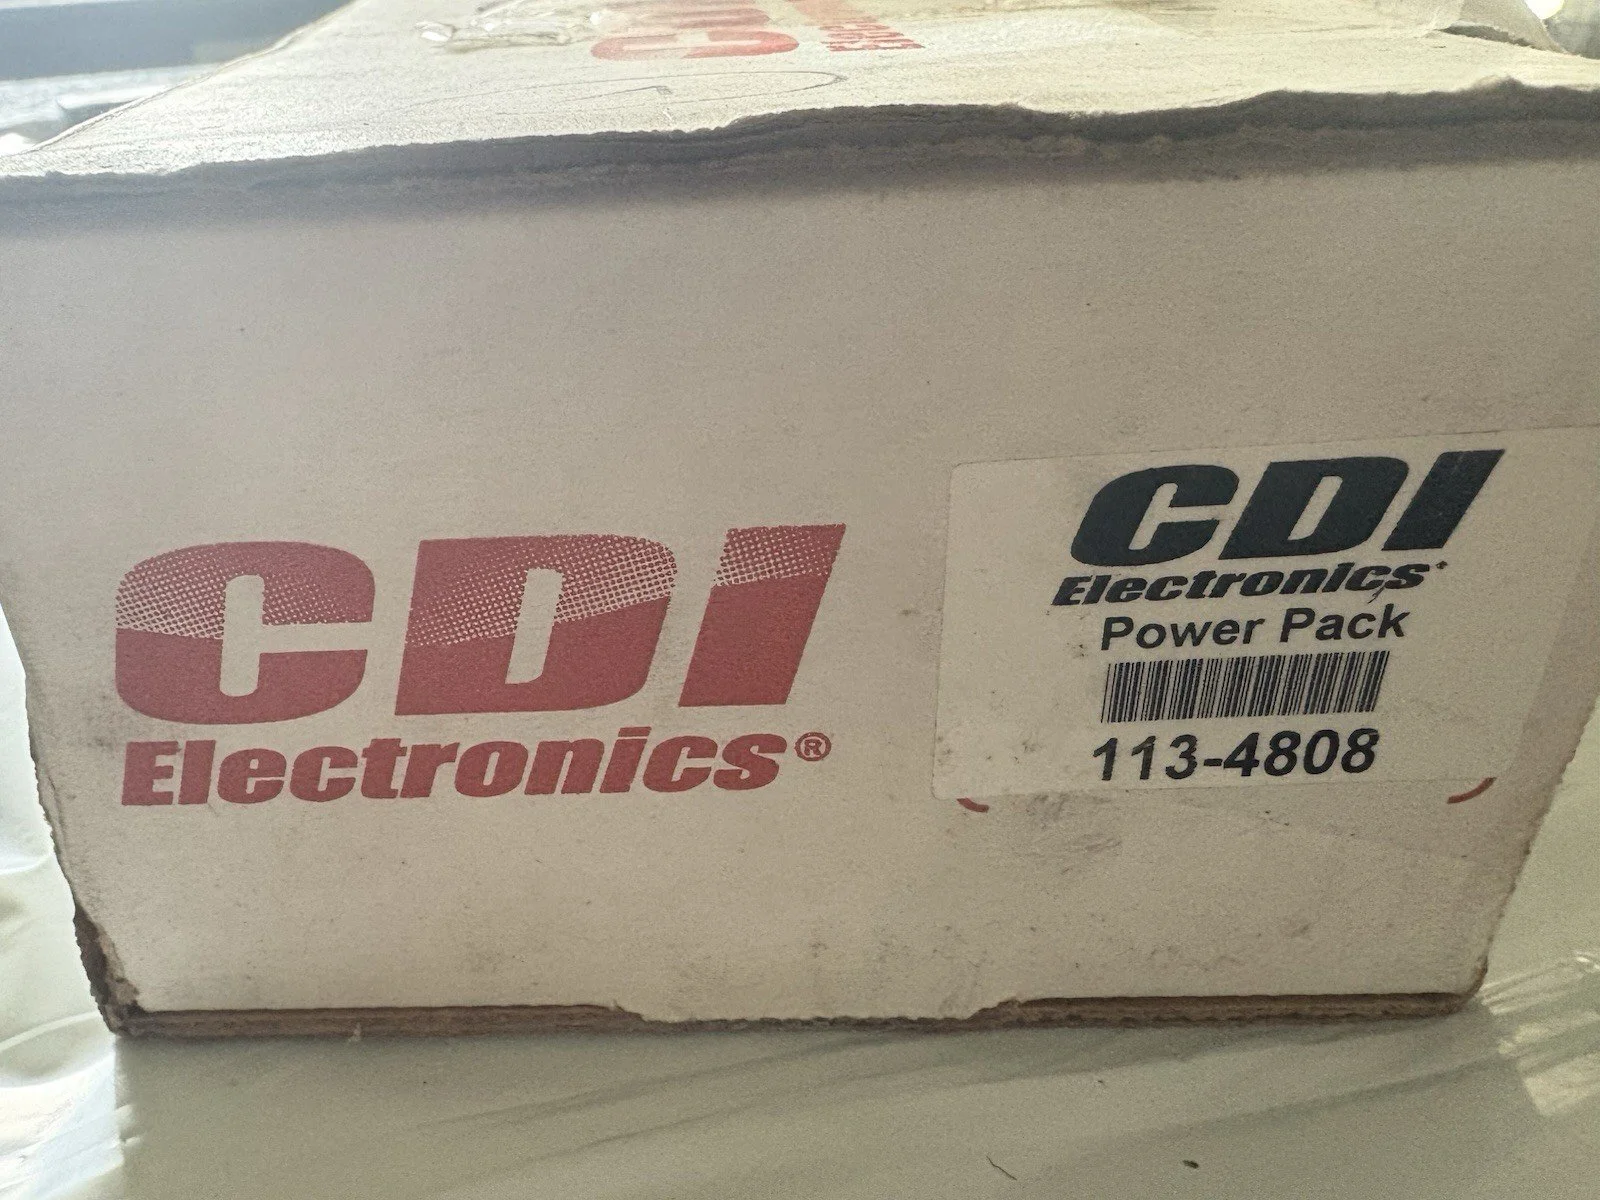 CDI
Electronics®
CDI
Electronics
Power Pack
113-4808